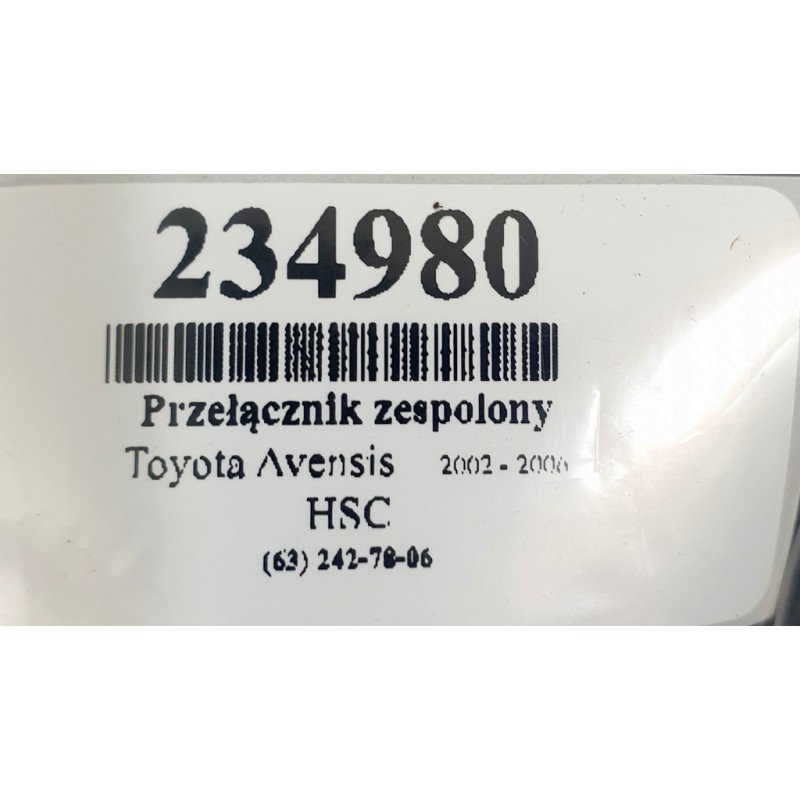 234980
Przełącznik zespolony
Toyota Avensis 2002 - 2006
HSC
(63) 242-78-06